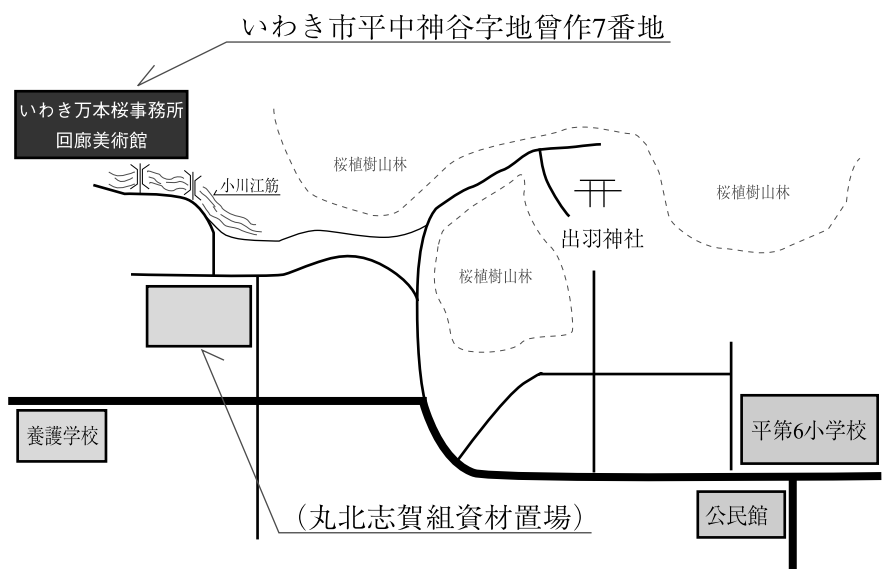 いわき市平中神谷字地曾作7番地
いわき万本桜事務所
回廊美術館
桜植樹山林
小川江筋
桜植樹山林
出羽神社
桜植樹山林
養護学校
平第6小学校
(丸北志賀組資材置場)
公民館